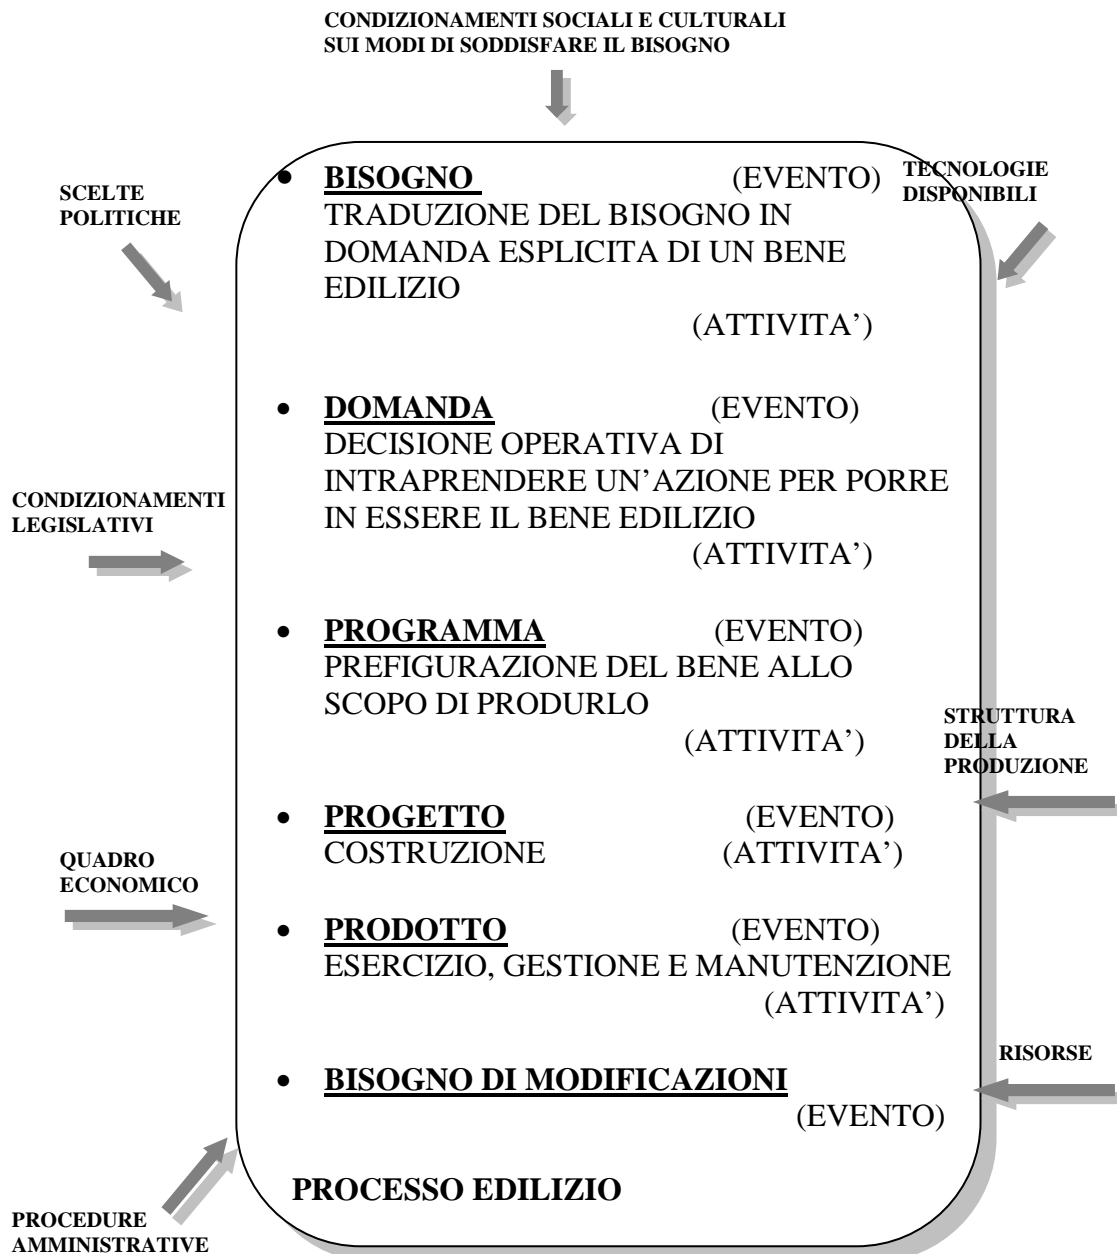 CONDIZIONAMENTI SOCIALI E CULTURALI
SUI MODI DI SODDISFARE IL BISOGNO
SCELTE
POLITICHE
TECNOLOGIE
DISPONIBILI
• BISOGNO (EVENTO)
TRADUZIONE DEL BISOGNO IN
DOMANDA ESPLICITA DI UN BENE
EDILIZIO
(ATTIVITA’)
• DOMANDA (EVENTO)
DECISIONE OPERATIVA DI
INTRAPRENDERE UN’AZIONE PER PORRE
IN ESSERE IL BENE EDILIZIO
(ATTIVITA’)
CONDIZIONAMENTI
LEGISLATIVI
• PROGRAMMA (EVENTO)
PREFIGURAZIONE DEL BENE ALLO
SCOPO DI PRODURLO
(ATTIVITA’)
STRUTTURA
DELLA
PRODUZIONE
• PROGETTO (EVENTO)
COSTRUZIONE (ATTIVITA’)
QUADRO
ECONOMICO
• PRODOTTO (EVENTO)
ESERCIZIO, GESTIONE E MANUTENZIONE
(ATTIVITA’)
RISORSE
• BISOGNO DI MODIFICAZIONI
(EVENTO)
PROCESSO EDILIZIO
PROCEDURE
AMMINISTRATIVE